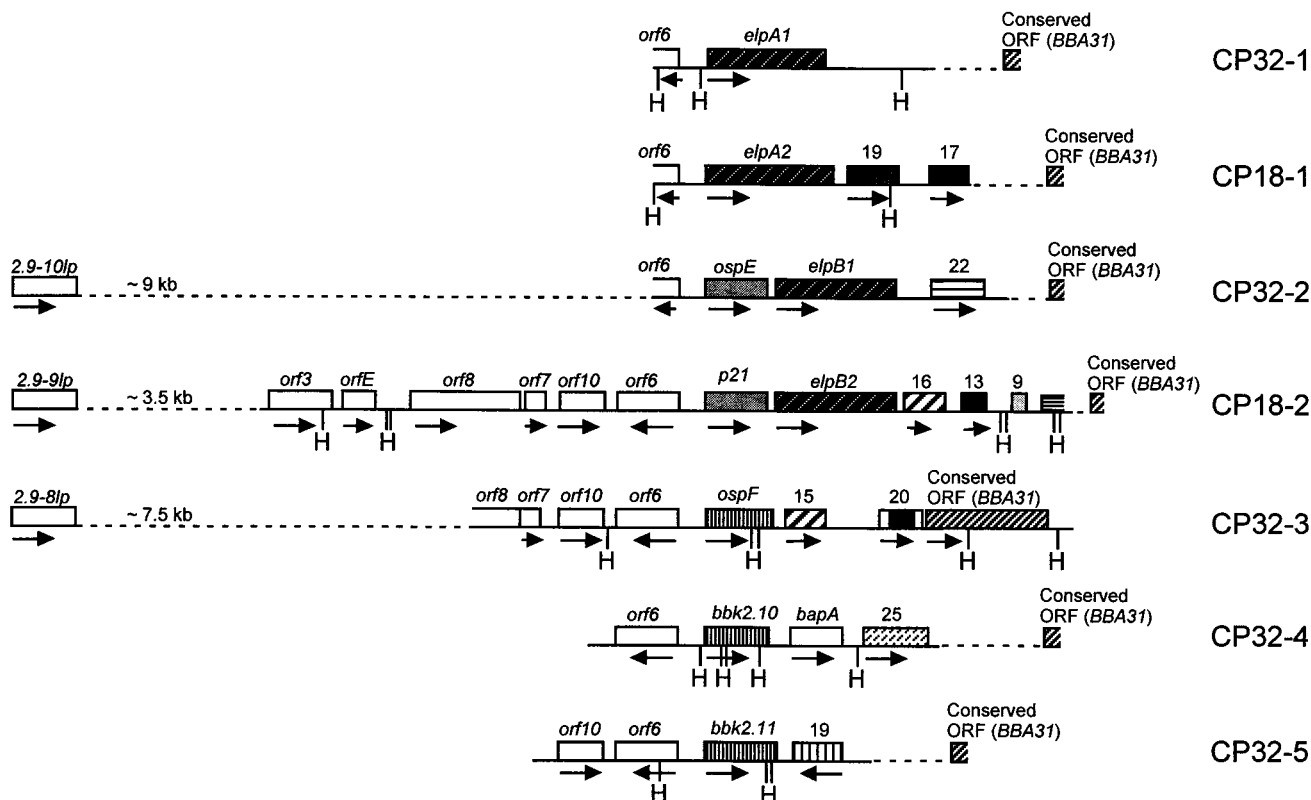 Conserved
orf6 elpA1 ORF (BBA31) CP32-1
H H H
Conserved
orf6 elpA2 19 17 ORF (BBA31) CP18-1
H H
Conserved
2.9-10lp ~ 9 kb orf6 ospE elpB1 22 ORF (BBA31) CP32-2
Conserved
2.9-9lp ~ 3.5 kb orf3 orfE orf8 orf7 orf10 orf6 p21 elpB2 16 13 9 ORF (BBA31) CP18-2
H H H H
Conserved
2.9-8lp ~ 7.5 kb orf8 orf7 orf10 orf6 ospF 15 20 ORF (BBA31) CP32-3
H H H H
Conserved
orf6 bbk2.10 bapA 25 ORF (BBA31) CP32-4
H H H H
Conserved
orf10 orf6 bbk2.11 19 ORF (BBA31) CP32-5
H H